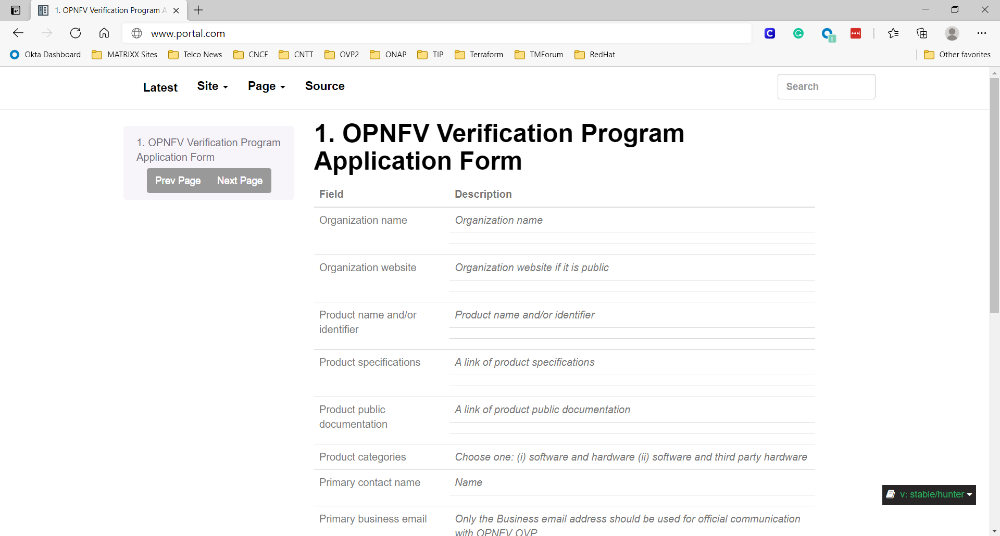 1. OPNFV Verification Program A
www.portal.com
Okta Dashboard MATRIXX Sites Telco News CNCF CNTT OVP2 ONAP TIP Terraform TMForum RedHat Other favorites
Latest Site Page Source Search
1. OPNFV Verification Program
Application Form
Prev Page Next Page
1. OPNFV Verification Program
Application Form
Field Description
Organization name Organization name
Organization website Organization website if it is public
Product name and/or Product name and/or identifier
identifier
Product specifications A link of product specifications
Product public A link of product public documentation
documentation
Product categories Choose one: (i) software and hardware (ii) software and third party hardware
Primary contact name Name
v: stable/hunter
Primary business email Only the Business email address should be used for official communication
with OPNFV OVP